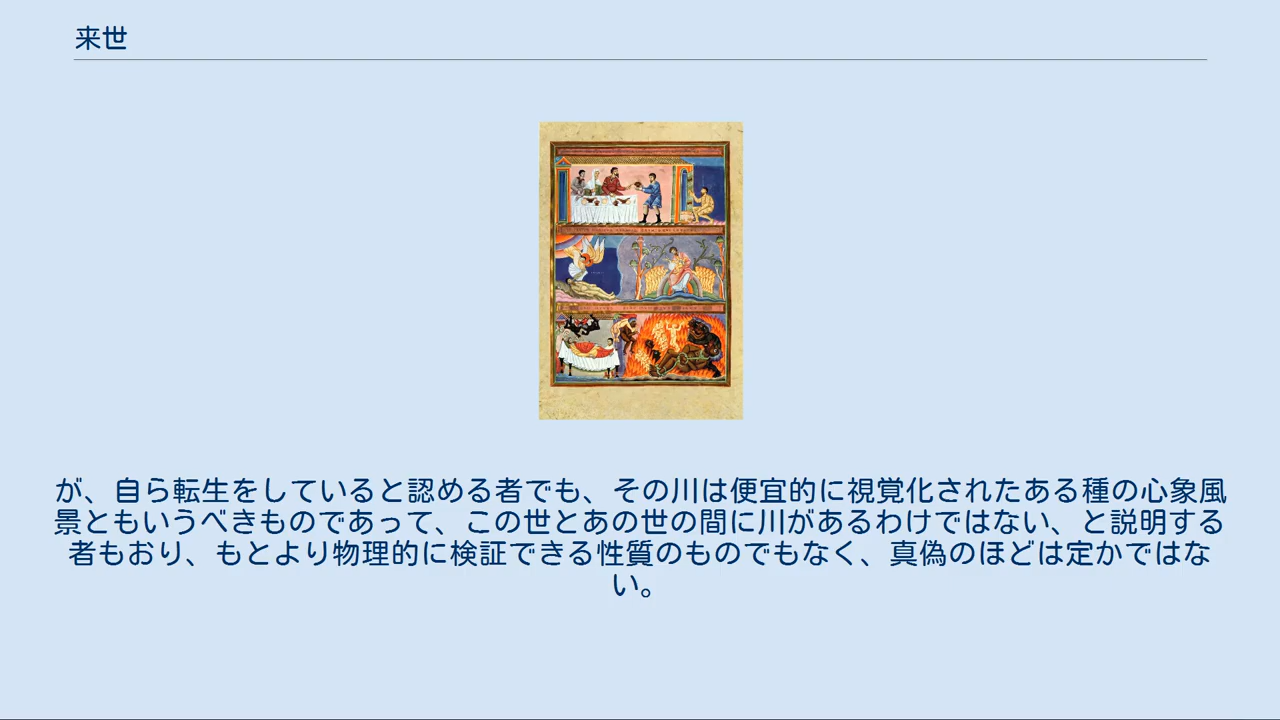 来世
が、自ら転生をしていると認める者でも、その川は便宜的に視覚化されたある種の心象風
景ともいうべきものであって、この世とあの世の間に川があるわけではない、と説明する
者もおり、もとより物理的に検証できる性質のものでもなく、真偽のほどは定かではな
い。